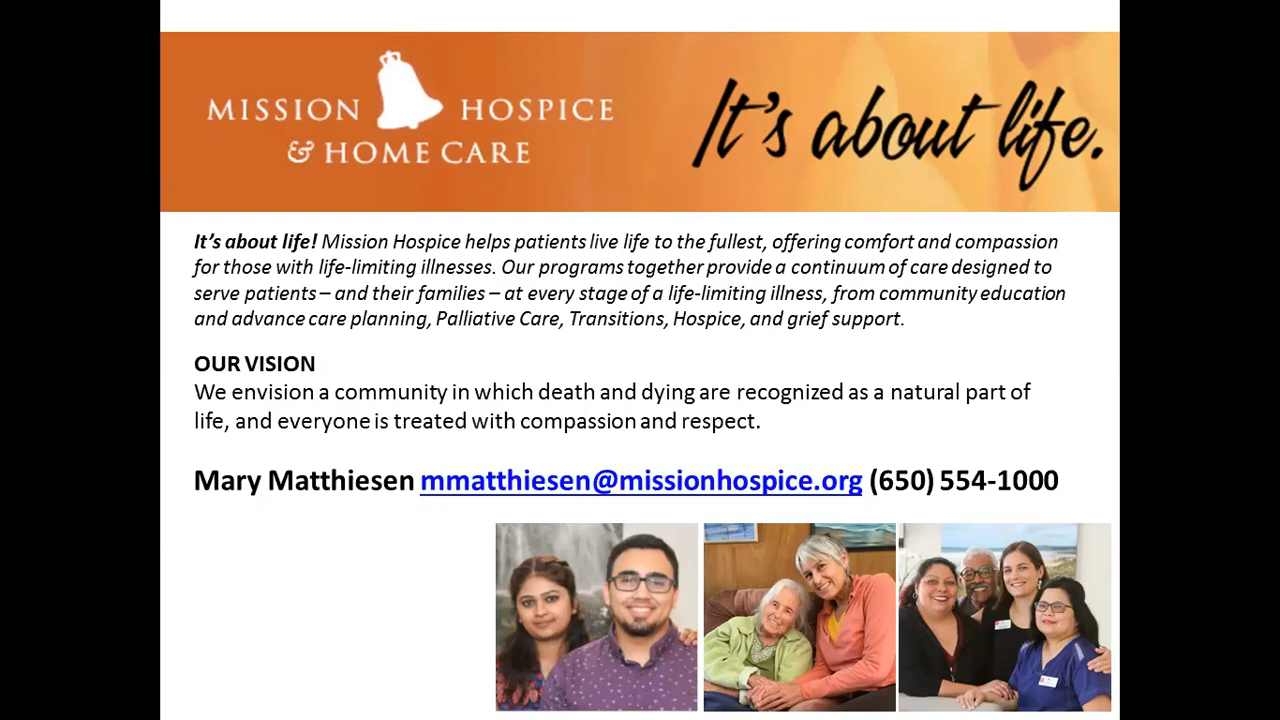 MISSION HOSPICE
& HOME CARE
It's about life.
It's about life! Mission Hospice helps patients live life to the fullest, offering comfort and compassion
for those with life-limiting illnesses. Our programs together provide a continuum of care designed to
serve patients – and their families – at every stage of a life-limiting illness, from community education
and advance care planning, Palliative Care, Transitions, Hospice, and grief support.
OUR VISION
We envision a community in which death and dying are recognized as a natural part of
life, and everyone is treated with compassion and respect.
Mary Matthiesen mmatthiesen@missionhospice.org (650) 554-1000